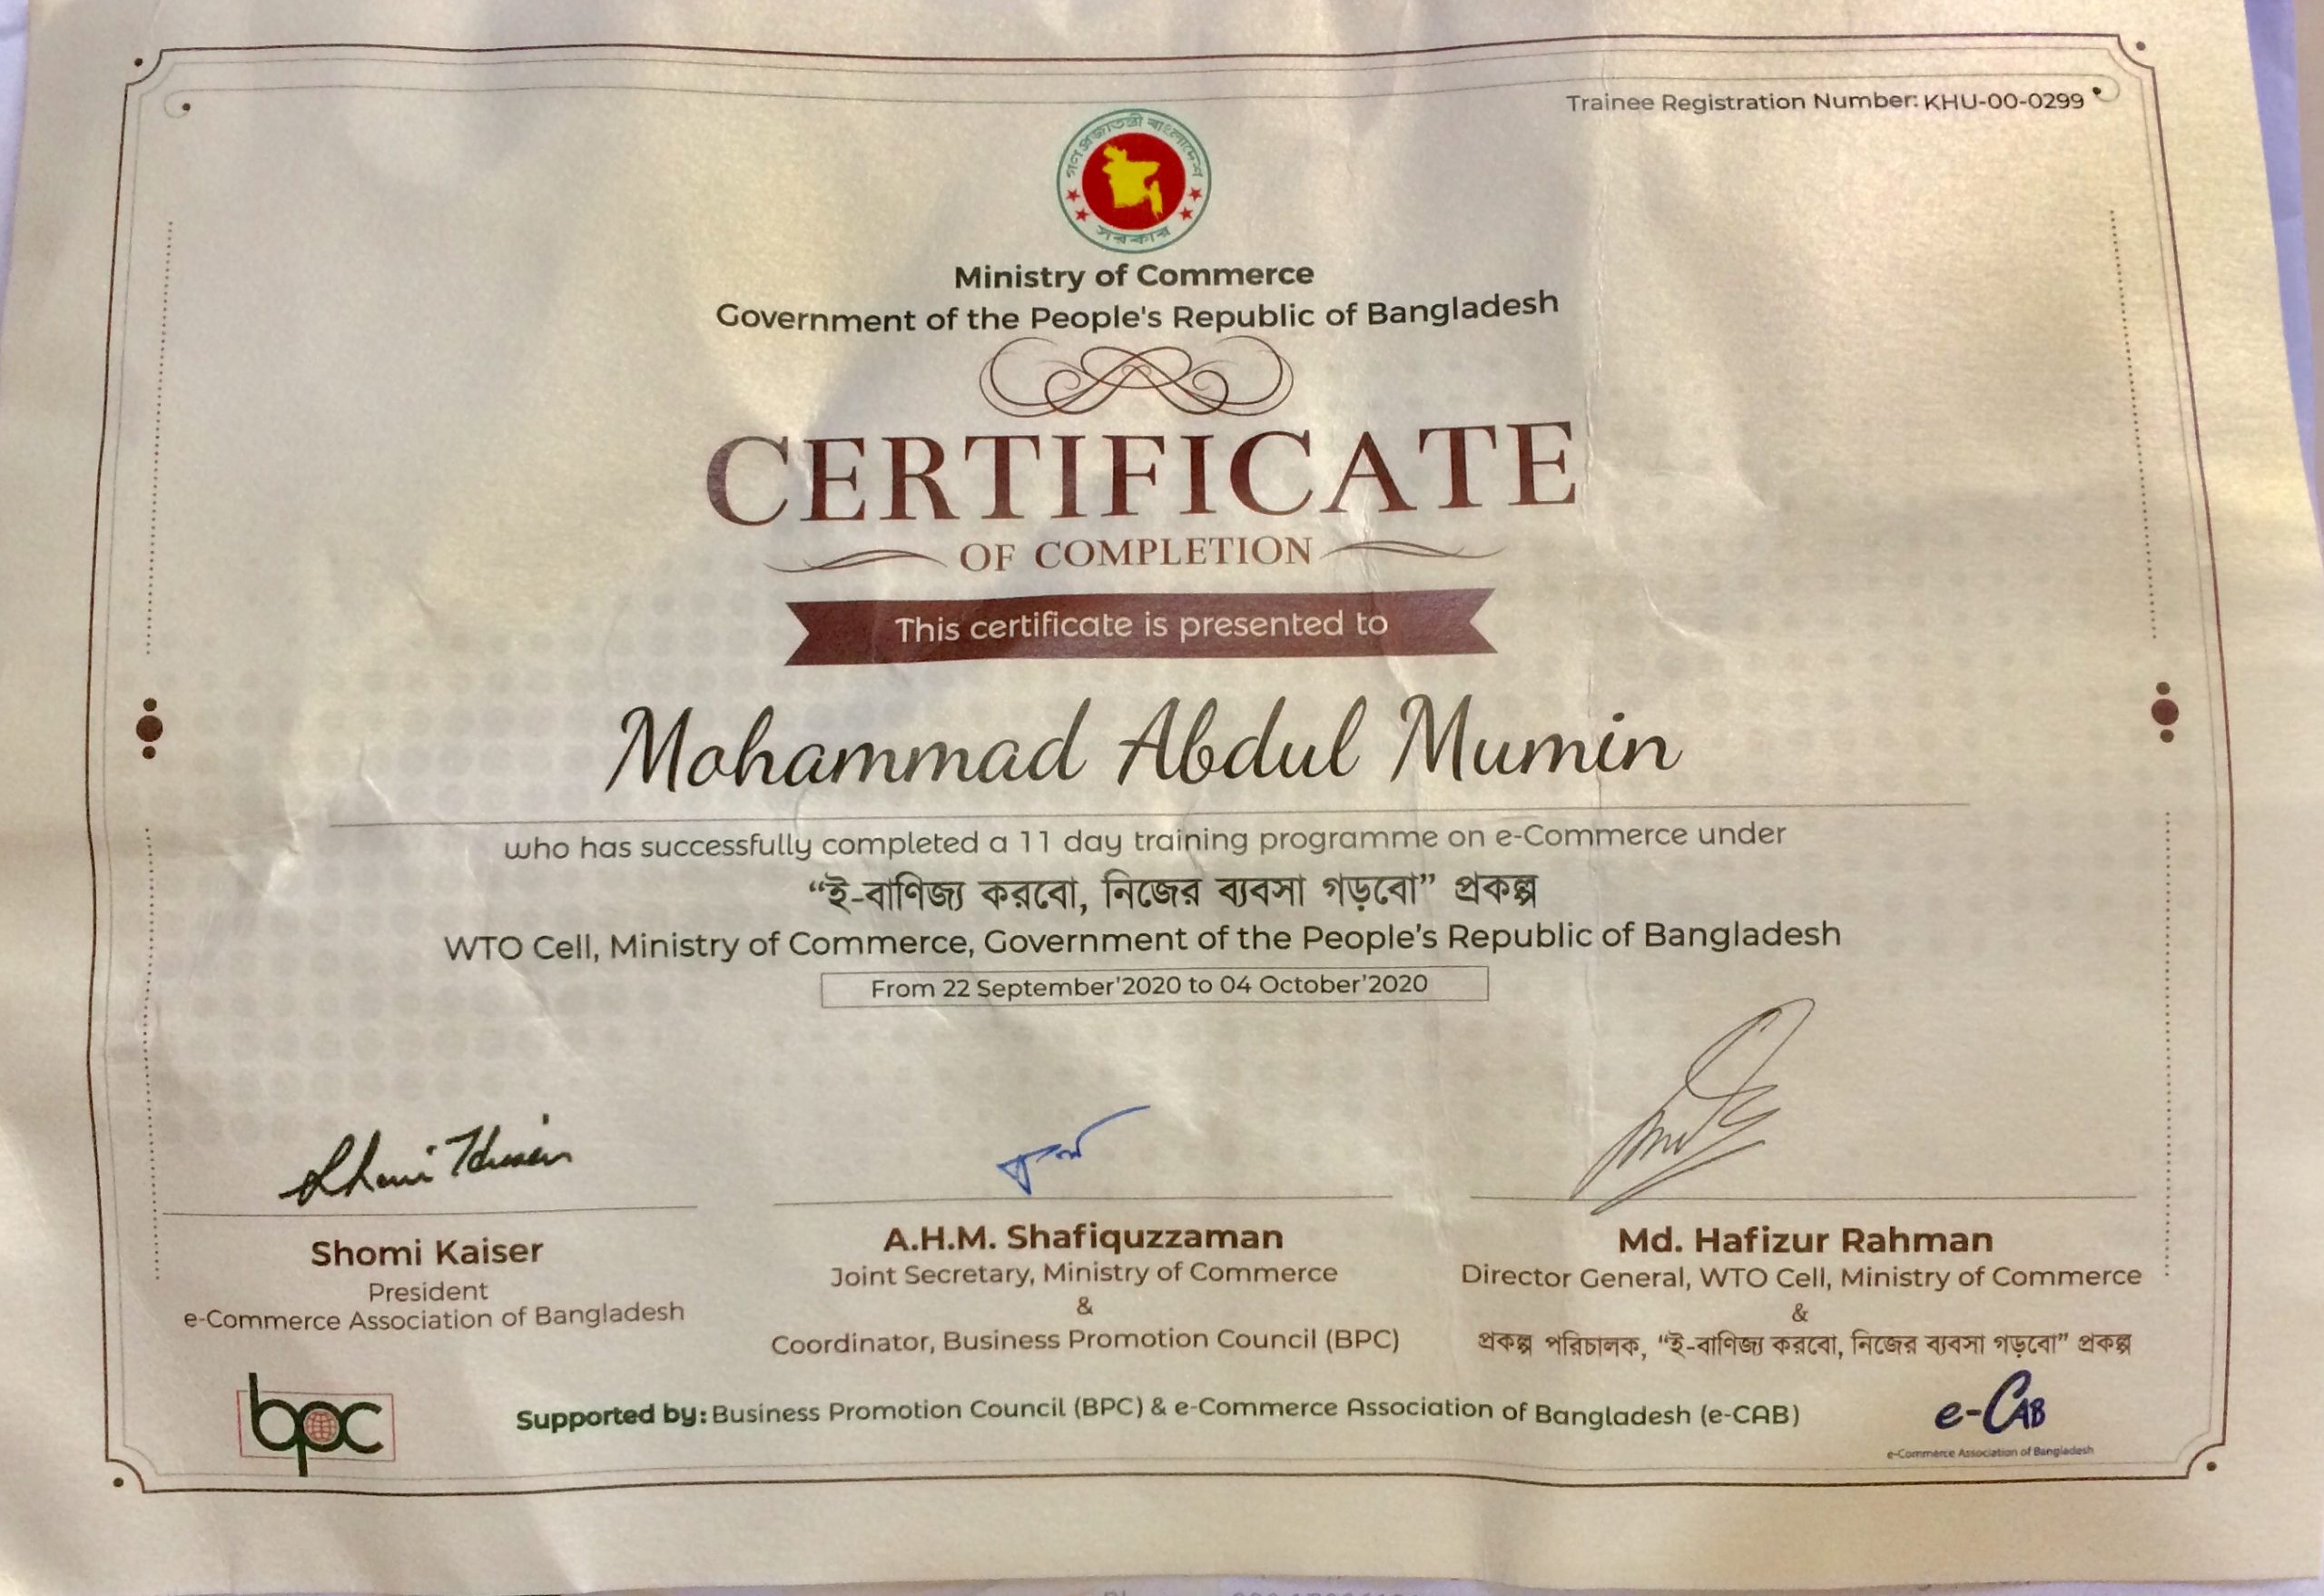 Trainee Registration Number: KHU-00-0299
গণপ্রজাতন্ত্রী বাংলাদেশ
সরকার
Ministry of Commerce
Government of the People's Republic of Bangladesh
CERTIFICATE
OF COMPLETION
This certificate is presented to
Mohammad Abdul Mumin
who has successfully completed a 11 day training programme on e-Commerce under
“ই-বাণিজ্য করবো, নিজের ব্যবসা গড়বো” প্রকল্প
WTO Cell, Ministry of Commerce, Government of the People's Republic of Bangladesh
From 22 September'2020 to 04 October'2020
Shomi Kaiser
President
e-Commerce Association of Bangladesh
A.H.M. Shafiquzzaman
Joint Secretary, Ministry of Commerce
&
Coordinator, Business Promotion Council (BPC)
Md. Hafizur Rahman
Director General, WTO Cell, Ministry of Commerce
&
প্রকল্প পরিচালক, “ই-বাণিজ্য করবো, নিজের ব্যবসা গড়বো” প্রকল্প
bpc
Supported by: Business Promotion Council (BPC) & e-Commerce Association of Bangladesh (e-CAB)
e-CAB
e-Commerce Association of Bangladesh